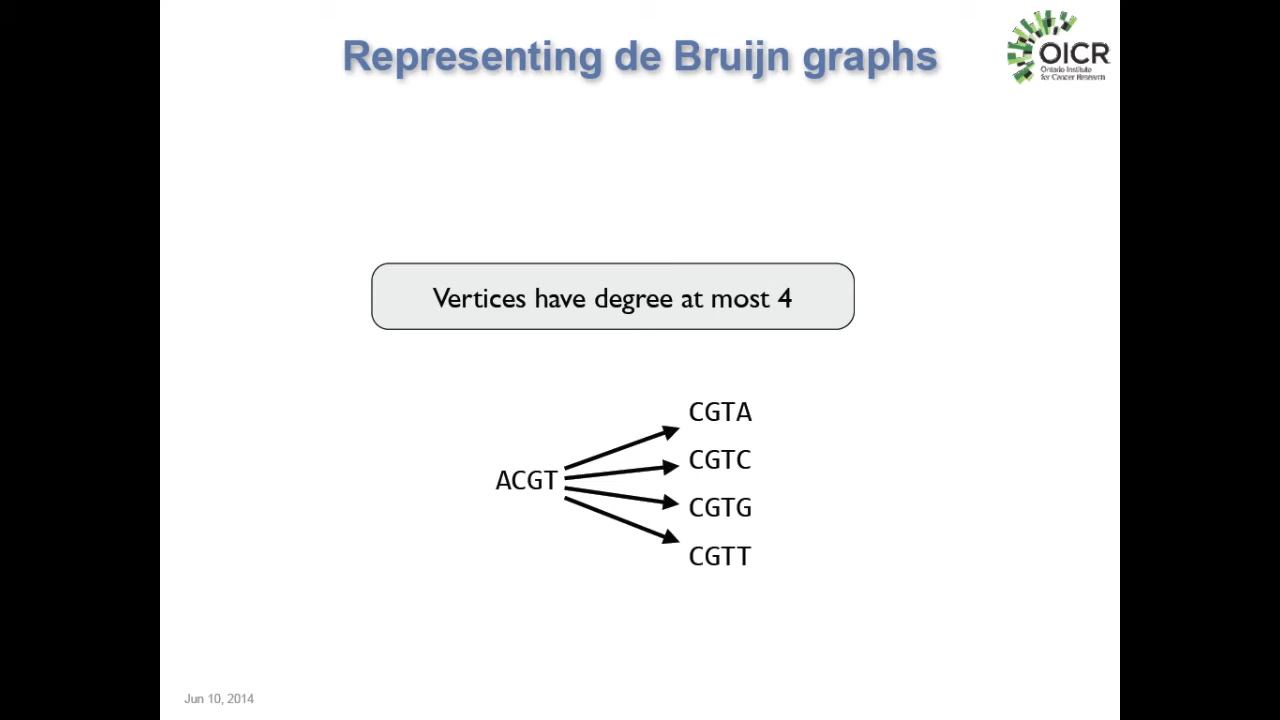 Representing de Bruijn graphs
OICR
Ontario Institute
for Cancer Research
Vertices have degree at most 4
CGTA
CGTC
ACGT
CGTG
CGTT
Jun 10, 2014